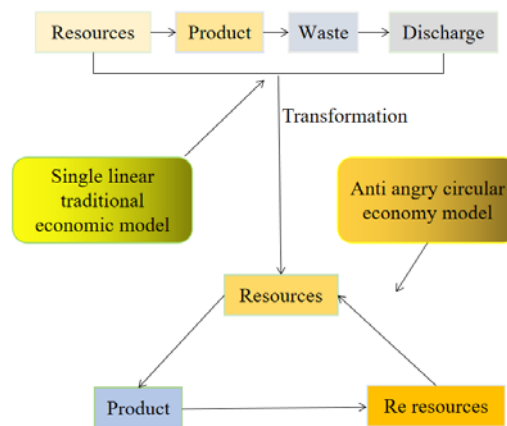 Resources
Product
Waste
Discharge
Transformation
Single linear
traditional
economic model
Anti angry circular
economy model
Resources
Product
Re resources